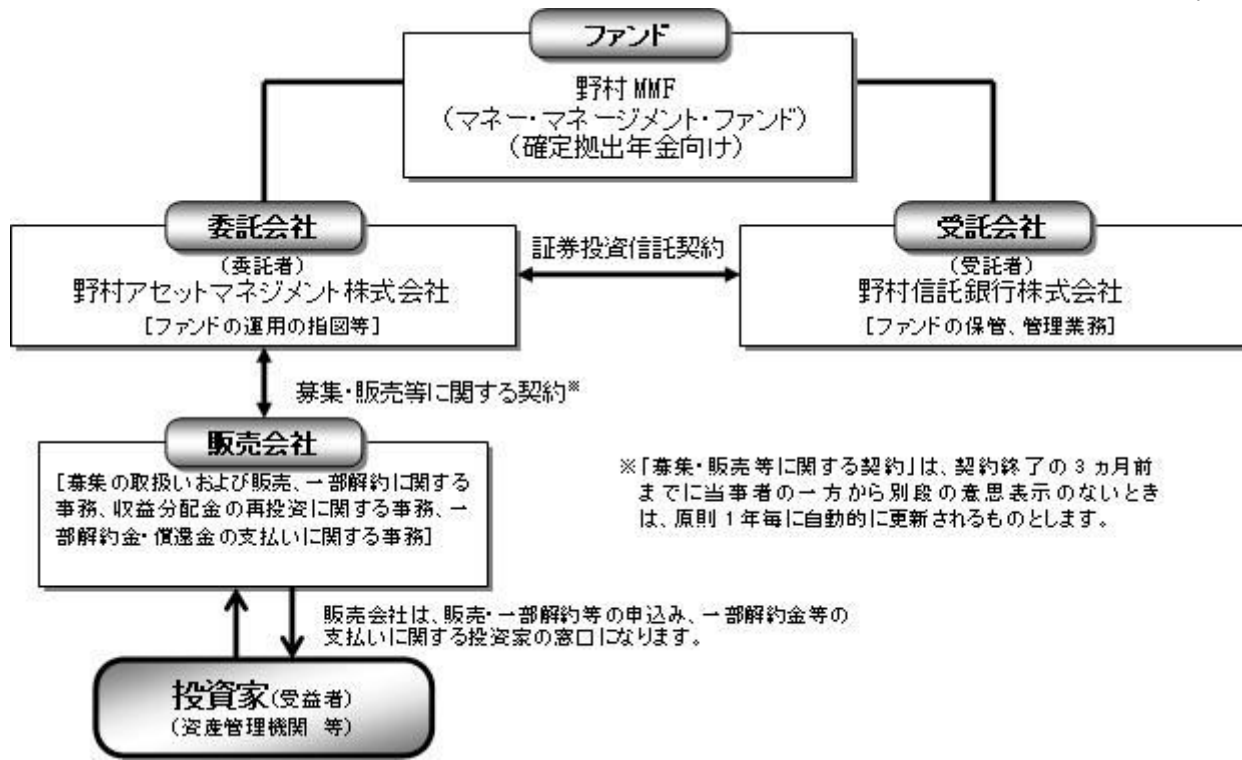 ファンド
野村MMF
(マネー・マネージメント・ファンド)
(確定拠出年金向け)
委託会社
(委託者)
野村アセットマネジメント株式会社
[ファンドの運用の指図等]
証券投資信託契約
受託会社
(受託者)
野村信託銀行株式会社
[ファンドの保管、管理業務]
募集・販売等に関する契約※
販売会社
[募集の取扱いおよび販売、一部解約に関する
事務、収益分配金の再投資に関する事務、一
部解約金・償還金の支払いに関する事務]
※「募集・販売等に関する契約」は、契約終了の3ヵ月前
までに当事者の一方から別段の意思表示のないとき
は、原則1年毎に自動的に更新されるものとします。
販売会社は、販売・一部解約等の申込み、一部解約金等の
支払いに関する投資家の窓口になります。
投資家(受益者)
(資産管理機関 等)